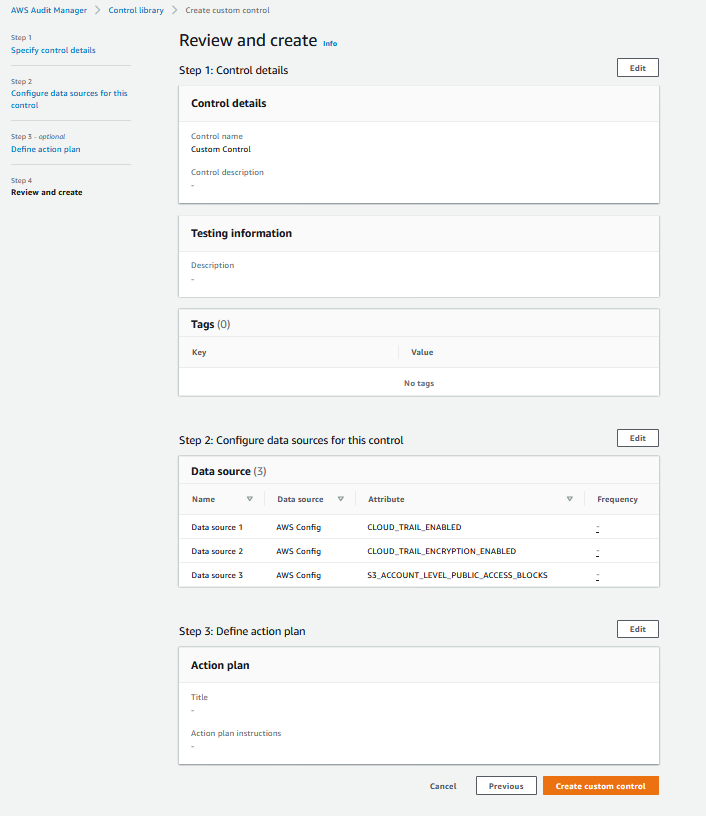 AWS Audit Manager > Control library > Create custom control
Step 1
Specify control details
Step 2
Configure data sources for this
control
Step 3 - optional
Define action plan
Step 4
Review and create
Review and create Info
Step 1: Control details
Edit
Control details
Control name
Custom Control
Control description
-
Testing information
Description
-
Tags (0)
Key Value
No tags
Step 2: Configure data sources for this control
Edit
Data source (3)
Name Data source Attribute Frequency
Data source 1 AWS Config CLOUD_TRAIL_ENABLED -
Data source 2 AWS Config CLOUD_TRAIL_ENCRYPTION_ENABLED -
Data source 3 AWS Config S3_ACCOUNT_LEVEL_PUBLIC_ACCESS_BLOCKS -
Step 3: Define action plan
Edit
Action plan
Title
-
Action plan instructions
-
Cancel Previous Create custom control